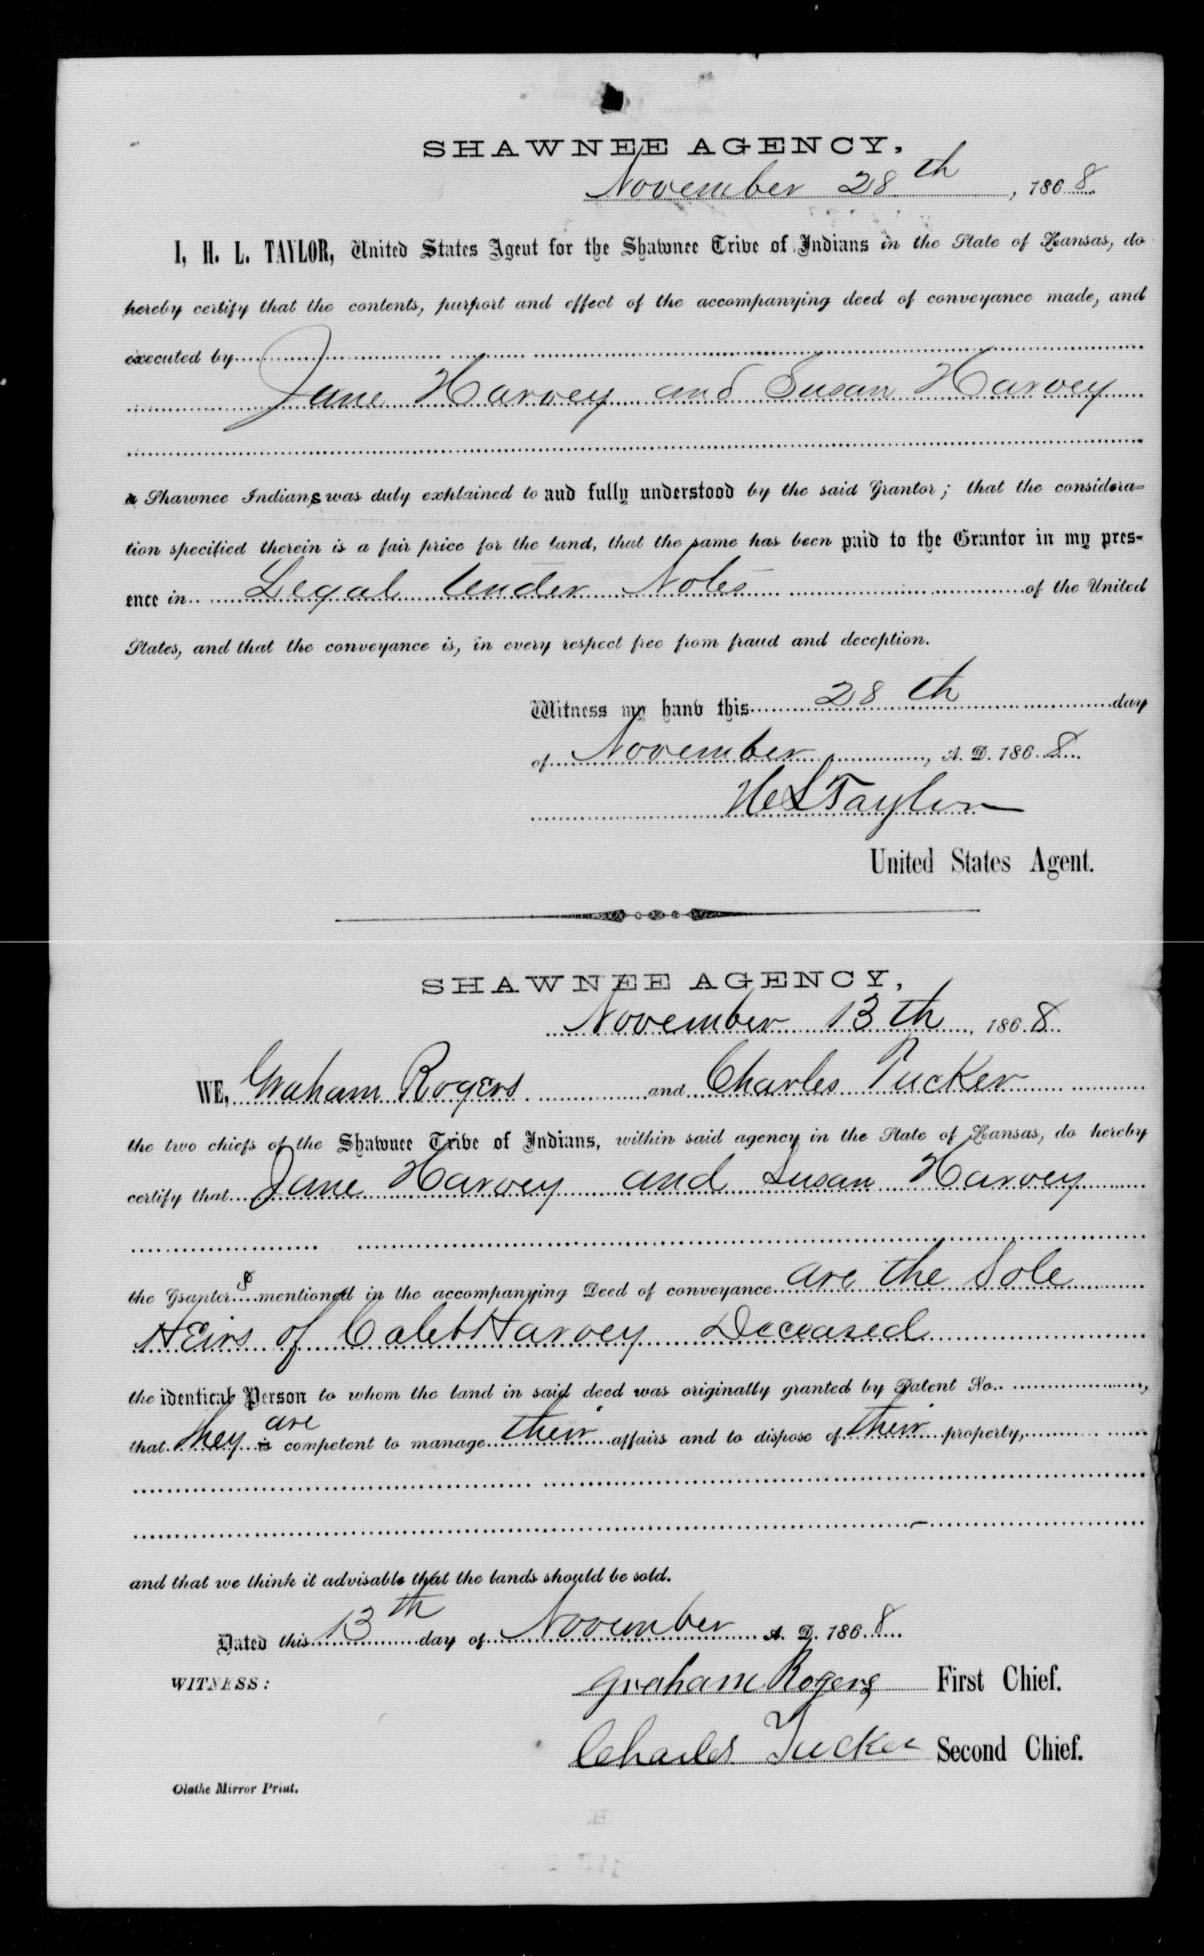 SHAWNEE AGENCY,
November 28th, 1868.
I, H. L. TAYLOR, United States Agent for the Shawnee Tribe of Indians in the State of Kansas, do
hereby certify that the contents, purport and effect of the accompanying deed of conveyance made, and
executed by
Jane Harvey and Susan Harvey
a Shawnee Indians was duly explained to and fully understood by the said Grantor; that the considera-
tion specified therein is a fair price for the land, that the same has been paid to the Grantor in my pres-
ence in Legal tender Notes of the United
States, and that the conveyance is, in every respect free from fraud and deception.
Witness my hand this 28th day
of November, A. D. 1868.
H L Taylor
United States Agent.
SHAWNEE AGENCY,
November 13th, 1868.
WE, Graham Rogers and Charles Tucker
the two chiefs of the Shawnee Tribe of Indians, within said agency in the State of Kansas, do hereby
certify that Jane Harvey and Susan Harvey
the Grantor s mentioned in the accompanying Deed of conveyance are the Sole
HEirs of Caleb Harvey Deceased
the identical Person to whom the land in said deed was originally granted by Patent No.
that they is are competent to manage their affairs and to dispose of their property,
and that we think it advisable that the lands should be sold.
Dated this 13th day of November A. D. 1868.
WITNESS:
Graham Rogers First Chief.
Charles Tucker Second Chief.
Olathe Mirror Print.